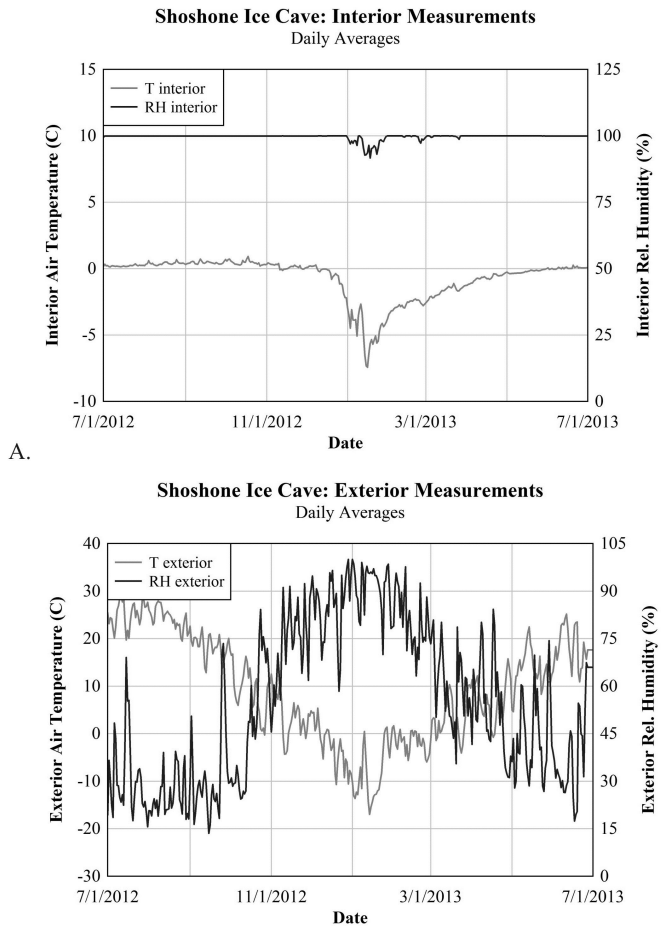 Shoshone Ice Cave: Interior Measurements
Daily Averages
15
10
5
0
-5
-10
Interior Air Temperature (C)
T interior
RH interior
125
100
75
50
25
0
Interior Rel. Humidity (%)
7/1/2012 11/1/2012 3/1/2013 7/1/2013
Date
A.
Shoshone Ice Cave: Exterior Measurements
Daily Averages
40
30
20
10
0
-10
-20
-30
Exterior Air Temperature (C)
T exterior
RH exterior
105
90
75
60
45
30
15
0
Exterior Rel. Humidity (%)
7/1/2012 11/1/2012 3/1/2013 7/1/2013
Date